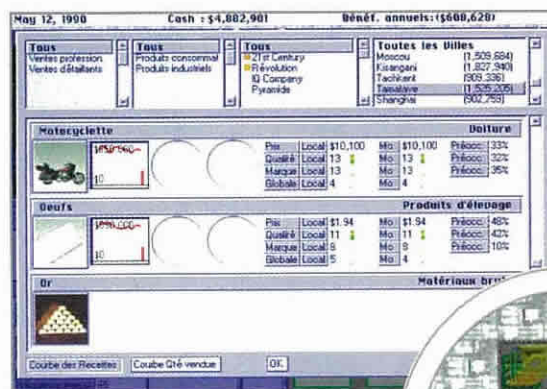 May 12, 1990 Cash : $4,882,901 Bénéf. annuels:($608,628)
Tous
Ventes profession
Ventes détaillants
Tous
Produits consommat
Produits industriels
Tous
21st Century
Révolution
IQ Company
Pyramide
Toutes les Villes
Moscou (1,509,684)
Kisangani (1,827,940)
Tachkent (909,336)
Tamatave (1,525,205)
Shanghai (902,759)
Motocyclette Voiture
10
Prix Local $10,100 Mo $10,100 Préocc. 33%
Qualité Local 13 Mo 13 Préocc. 32%
Marque Local 13 Mo 13 Préocc. 35%
Globale Local 4 Mo 4
Oeufs Produits d'élevage
10
Prix Local $1.94 Mo $1.94 Préocc. 48%
Qualité Local 11 Mo 11 Préocc. 42%
Marque Local 8 Mo 8 Préocc. 10%
Globale Local 5 Mo 4
Or Matériaux bruts
Courbe des Recettes Courbe Qté vendue OK